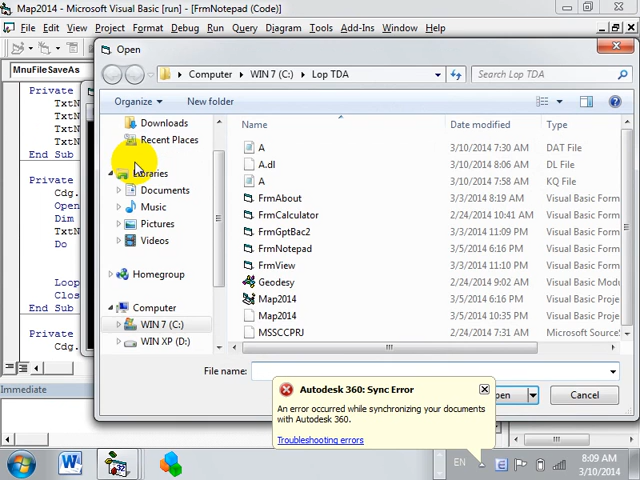 Map2014 - Microsoft Visual Basic [run] - [FrmNotepad (Code)]
File Edit View Project Format Debug Run Query Diagram Tools Add-Ins Window Help
MnuFileSaveAs
Private
TxtN
TxtN
TxtN
End Sub
Private
Cdg.
Open
Dim
TxtN
Do
Loop
Clos
End Sub
Private
Cdg.
Immediate
Open
Computer WIN 7 (C:) Lop TDA
Search Lop TDA
Organize New folder
Downloads
Recent Places
Libraries
Documents
Music
Pictures
Videos
Homegroup
Computer
WIN 7 (C:)
WIN XP (D:)
Name Date modified Type
A 3/10/2014 7:30 AM DAT File
A.dl 3/10/2014 8:06 AM DL File
A 3/10/2014 7:58 AM KQ File
FrmAbout 3/3/2014 8:19 AM Visual Basic Form
FrmCalculator 2/24/2014 10:41 AM Visual Basic Form
FrmGptBac2 3/3/2014 11:09 PM Visual Basic Form
FrmNotepad 3/5/2014 6:16 PM Visual Basic Form
FrmView 3/3/2014 11:10 PM Visual Basic Form
Geodesy 2/24/2014 9:02 AM Visual Basic Modu
Map2014 3/5/2014 6:16 PM Visual Basic Proje
Map2014 3/5/2014 10:35 PM Visual Basic Proje
MSSCCPRJ 2/24/2014 7:31 AM Microsoft SourceS
File name:
pen Cancel
Autodesk 360: Sync Error
An error occurred while synchronizing your documents
with Autodesk 360.
Troubleshooting errors
EN
8:09 AM
3/10/2014